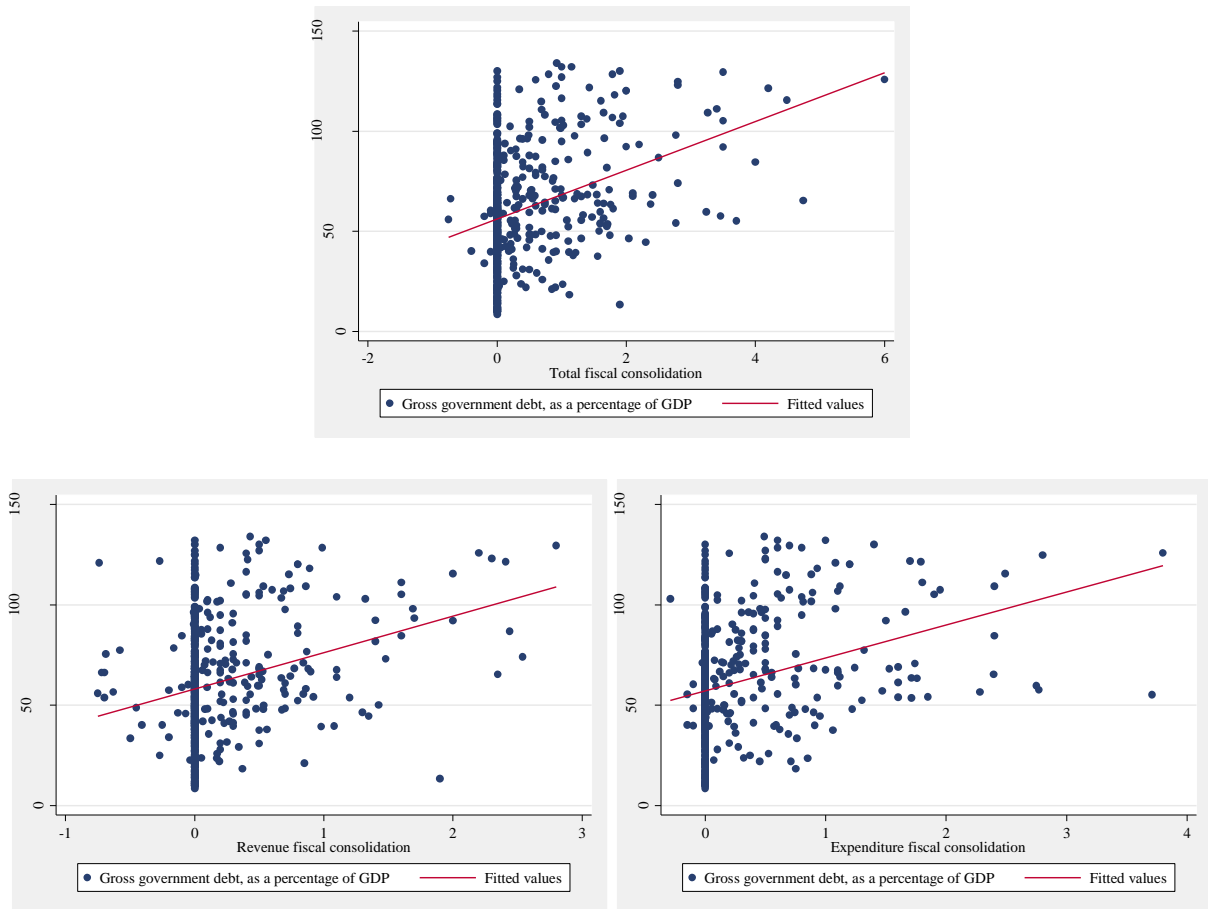 150
100
50
0
-2 0 2 4 6
Total fiscal consolidation
Gross government debt, as a percentage of GDP Fitted values
150
100
50
0
-1 0 1 2 3
Revenue fiscal consolidation
Gross government debt, as a percentage of GDP Fitted values
150
100
50
0
0 1 2 3 4
Expenditure fiscal consolidation
Gross government debt, as a percentage of GDP Fitted values